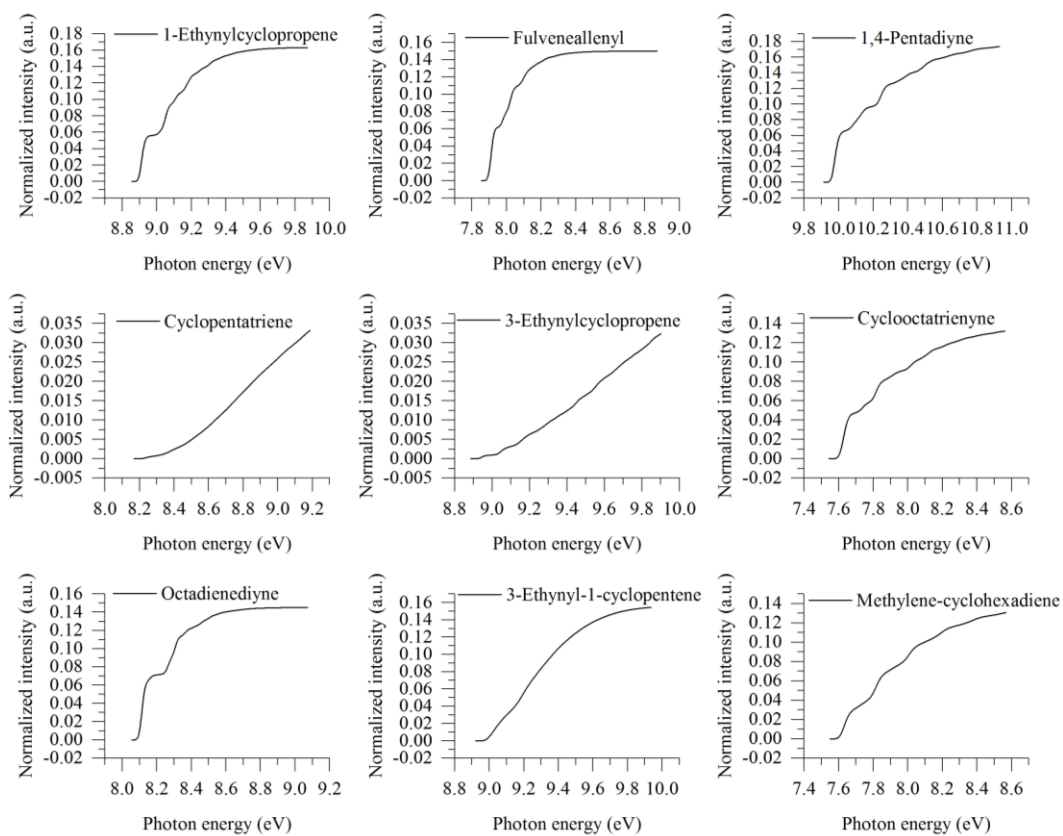 1-Ethynylcyclopropene
Normalized intensity (a.u.)
0.18
0.16
0.14
0.12
0.10
0.08
0.06
0.04
0.02
0.00
-0.02
8.8 9.0 9.2 9.4 9.6 9.8 10.0
Photon energy (eV)
Fulveneallenyl
Normalized intensity (a.u.)
0.16
0.14
0.12
0.10
0.08
0.06
0.04
0.02
0.00
-0.02
7.8 8.0 8.2 8.4 8.6 8.8 9.0
Photon energy (eV)
1,4-Pentadiyne
Normalized intensity (a.u.)
0.18
0.16
0.14
0.12
0.10
0.08
0.06
0.04
0.02
0.00
-0.02
9.8 10.0 10.2 10.4 10.6 10.8 11.0
Photon energy (eV)
Cyclopentatriene
Normalized intensity (a.u.)
0.035
0.030
0.025
0.020
0.015
0.010
0.005
0.000
-0.005
8.0 8.2 8.4 8.6 8.8 9.0 9.2
Photon energy (eV)
3-Ethynylcyclopropene
Normalized intensity (a.u.)
0.035
0.030
0.025
0.020
0.015
0.010
0.005
0.000
-0.005
9.0 9.2 9.4 9.6 9.8 10.0
Photon energy (eV)
Cyclooctatrienyne
Normalized intensity (a.u.)
0.14
0.12
0.10
0.08
0.06
0.04
0.02
0.00
-0.02
7.4 7.6 7.8 8.0 8.2 8.4 8.6
Photon energy (eV)
Octadienediyne
Normalized intensity (a.u.)
0.16
0.14
0.12
0.10
0.08
0.06
0.04
0.02
0.00
-0.02
8.0 8.2 8.4 8.6 8.8 9.0 9.2
Photon energy (eV)
3-Ethynyl-1-cyclopentene
Normalized intensity (a.u.)
0.16
0.14
0.12
0.10
0.08
0.06
0.04
0.02
0.00
-0.02
9.0 9.2 9.4 9.6 9.8 10.0
Photon energy (eV)
Methylene-cyclohexadiene
Normalized intensity (a.u.)
0.14
0.12
0.10
0.08
0.06
0.04
0.02
0.00
-0.02
7.4 7.6 7.8 8.0 8.2 8.4 8.6
Photon energy (eV)